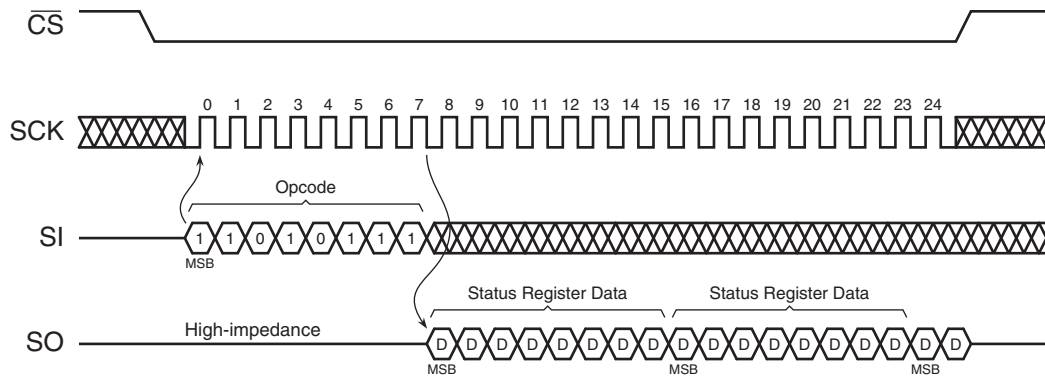 CS
0 1 2 3 4 5 6 7 8 9 10 11 12 13 14 15 16 17 18 19 20 21 22 23 24
SCK
Opcode
SI 1 1 0 1 0 1 1 1
MSB
Status Register Data Status Register Data
High-impedance
SO D D D D D D D D D D D D D D D D D D
MSB MSB MSB